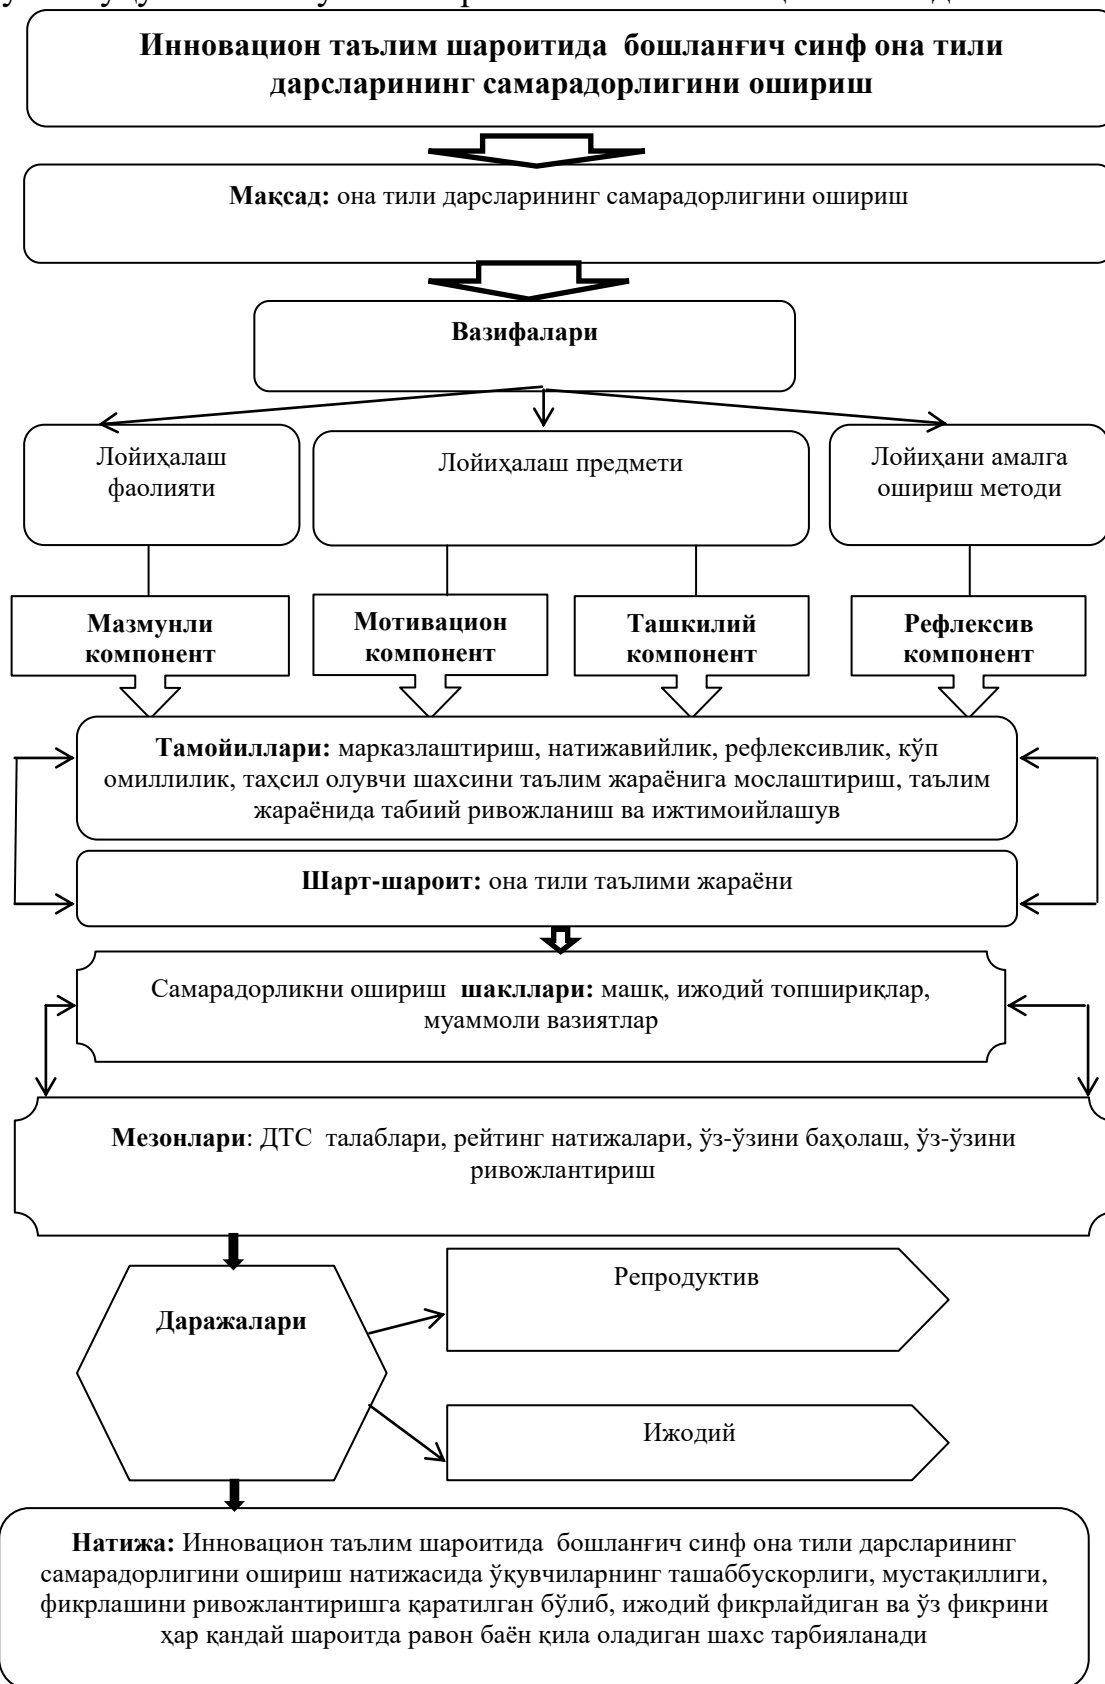 Инновацион таълим шароитида бошланғич синф она тили
дарсларининг самарадорлигини ошириш
Мақсад: она тили дарсларининг самарадорлигини ошириш
Вазифалари
Лойиҳалаш
фаолияти
Лойиҳалаш предмети
Лойиҳани амалга
ошириш методи
Мазмунли
компонент
Мотивацион
компонент
Ташкилий
компонент
Рефлексив
компонент
Тамойиллари: марказлаштириш, натижавийлик, рефлексивлик, кўп
омиллилик, таҳсил олувчи шахсини таълим жараёнига мослаштириш, таълим
жараёнида табиий ривожланиш ва ижтимоийлашув
Шарт-шароит: она тили таълими жараёни
Самарадорликни ошириш шакллари: машқ, ижодий топшириқлар,
муаммоли вазиятлар
Мезонлари: ДТС талаблари, рейтинг натижалари, ўз-ўзини баҳолаш, ўз-ўзини
ривожлантириш
Даражалари
Репродуктив
Ижодий
Натижа: Инновацион таълим шароитида бошланғич синф она тили дарсларининг
самарадорлигини ошириш натижасида ўқувчиларнинг ташаббускорлиги, мустақиллиги,
фикрлашини ривожлантиришга қаратилган бўлиб, ижодий фикрлайдиган ва ўз фикрини
ҳар қандай шароитда равон баён қила оладиган шахс тарбияланади